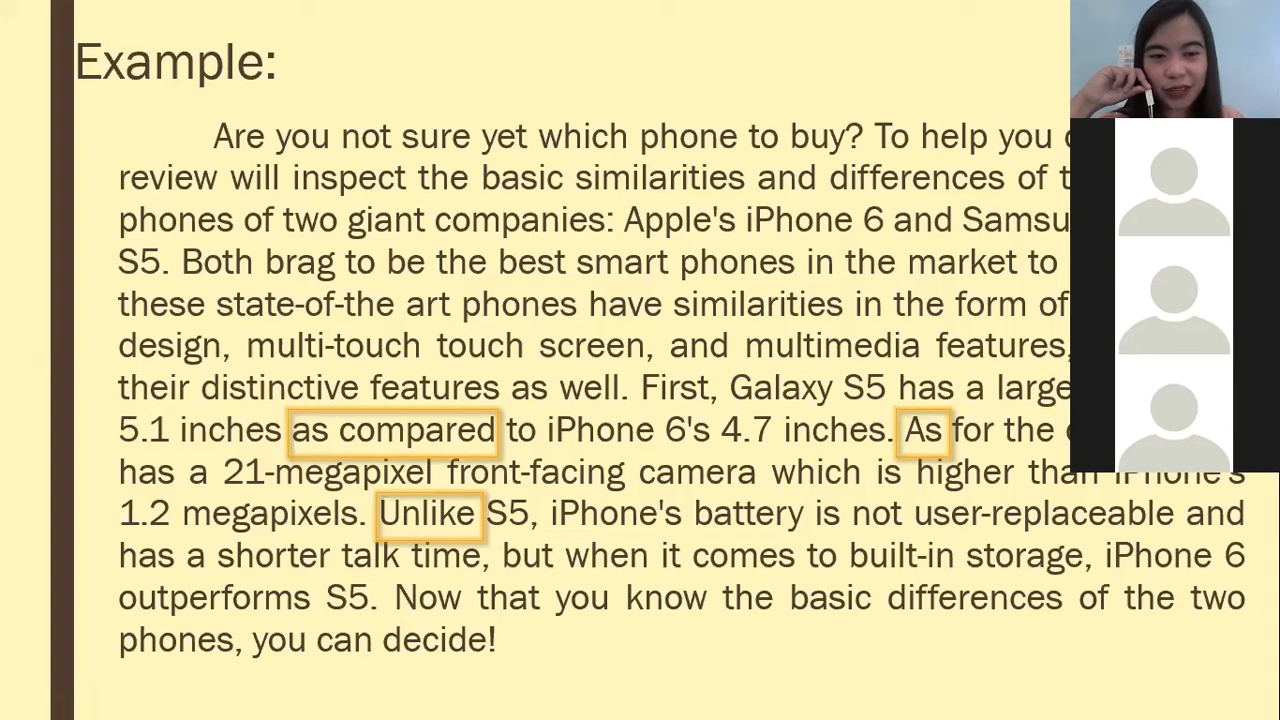 Example:
Are you not sure yet which phone to buy? To help you
review will inspect the basic similarities and differences of
phones of two giant companies: Apple's iPhone 6 and
S5. Both brag to be the best smart phones in the market to
these state-of-the art phones have similarities in the form of
design, multi-touch touch screen, and multimedia features,
their distinctive features as well. First, Galaxy S5 has a
5.1 inches as compared to iPhone 6's 4.7 inches. As for the
has a 21-megapixel front-facing camera which is higher than iPhone's
1.2 megapixels. Unlike S5, iPhone's battery is not user-replaceable and
has a shorter talk time, but when it comes to built-in storage, iPhone 6
outperforms S5. Now that you know the basic differences of the two
phones, you can decide!